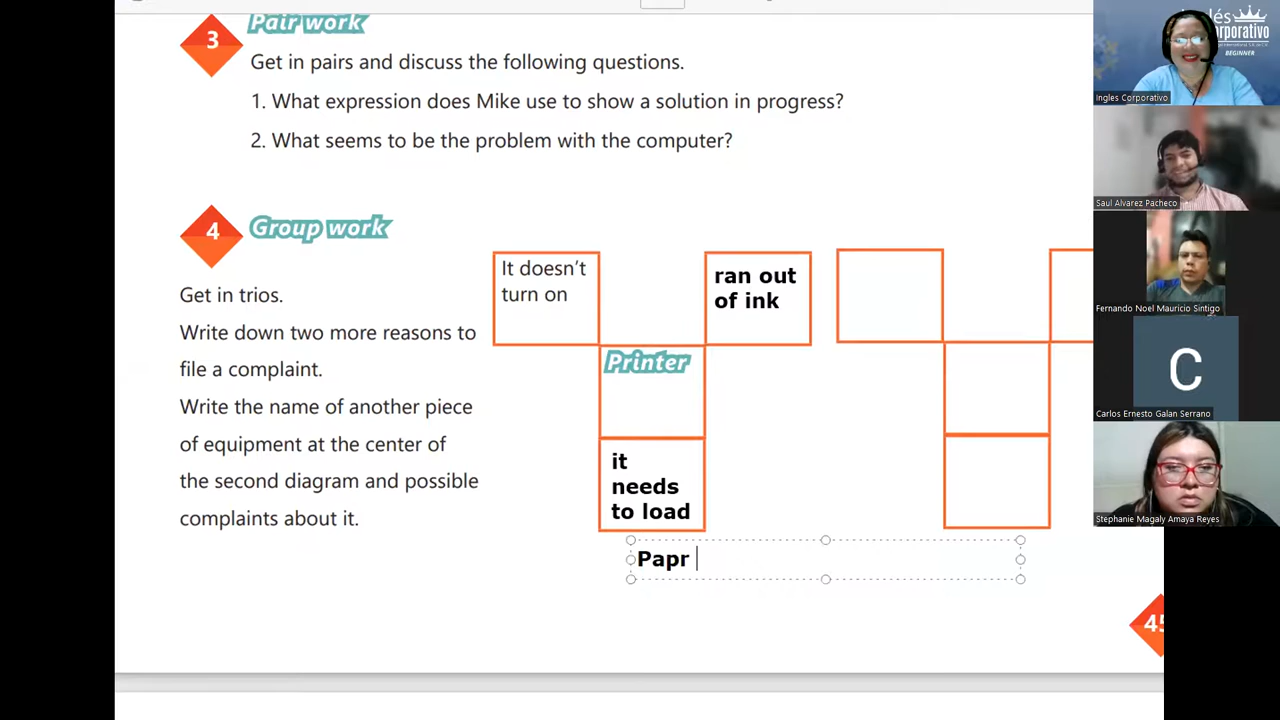 3
Pair work
Get in pairs and discuss the following questions.
1. What expression does Mike use to show a solution in progress?
2. What seems to be the problem with the computer?
4
Group work
Get in trios.
Write down two more reasons to
file a complaint.
Write the name of another piece
of equipment at the center of
the second diagram and possible
complaints about it.
It doesn't
turn on
ran out
of ink
Printer
it
needs
to load
Papr
45
BEGINNER
Ingles Corporativo
Saul Alvarez Pacheco
Fernando Noel Mauricio Sintigo
C
Carlos Ernesto Galan Serrano
Stephanie Magaly Amaya Reyes